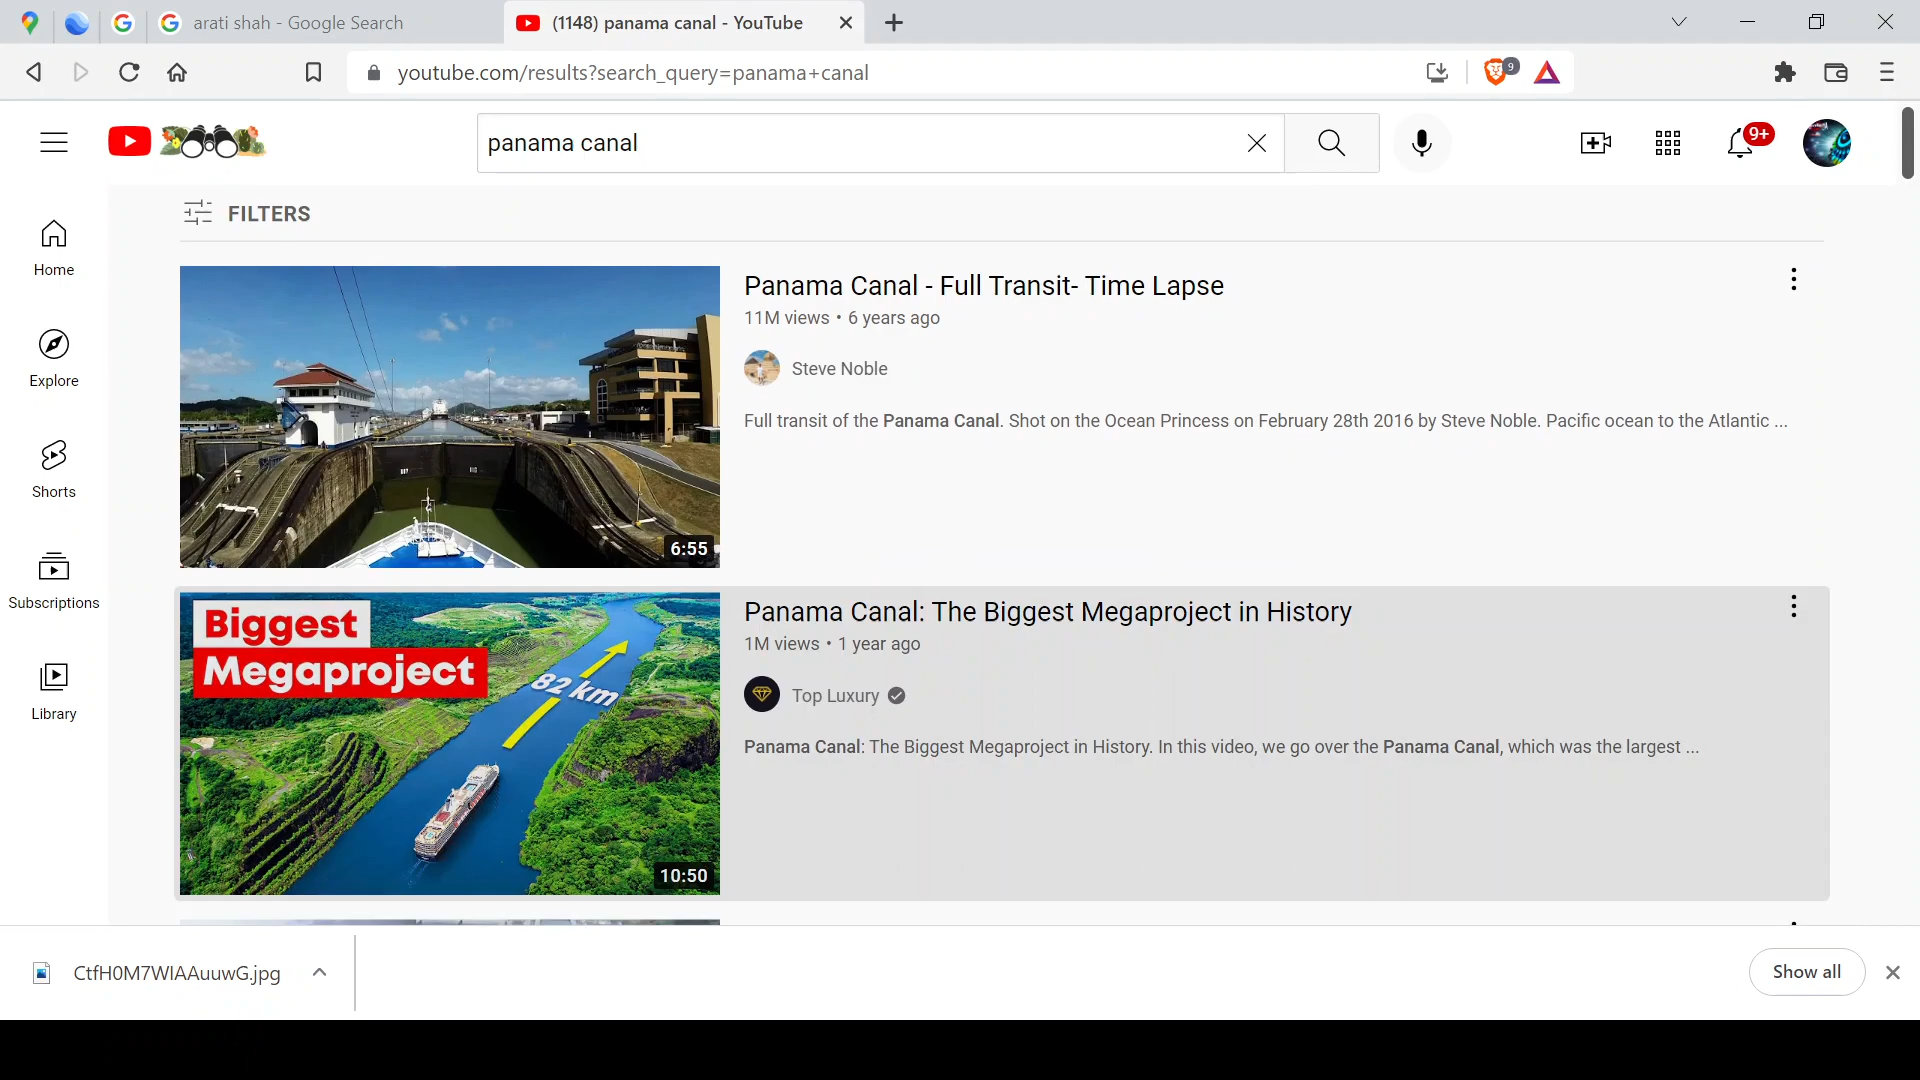 arati shah - Google Search
(1148) panama canal - YouTube
youtube.com/results?search_query=panama+canal
9
panama canal
9+
FILTERS
Home
Explore
Shorts
Subscriptions
Library
6:55
Panama Canal - Full Transit- Time Lapse
11M views • 6 years ago
Steve Noble
Full transit of the Panama Canal. Shot on the Ocean Princess on February 28th 2016 by Steve Noble. Pacific ocean to the Atlantic ...
Biggest
Megaproject
82 km
10:50
Panama Canal: The Biggest Megaproject in History
1M views • 1 year ago
Top Luxury
Panama Canal: The Biggest Megaproject in History. In this video, we go over the Panama Canal, which was the largest ...
CtfH0M7WIAAuuwG.jpg
Show all